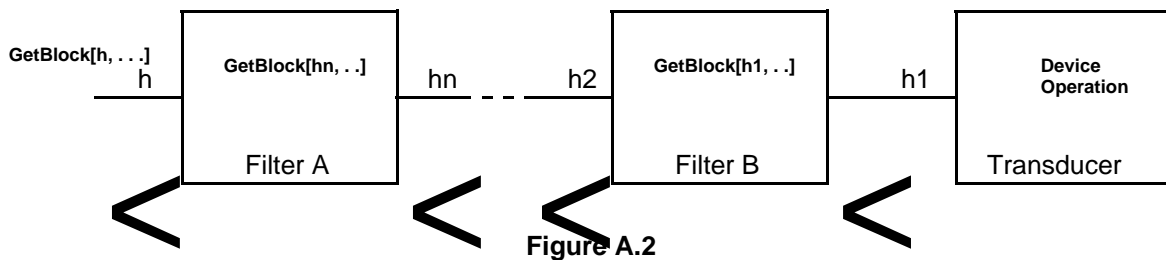 GetBlock[h, . . .]
GetBlock[hn, . .]
GetBlock[h1, . .]
Device
Operation
h
hn
h2
h1
Filter A
Filter B
Transducer
< < < <
Figure A.2